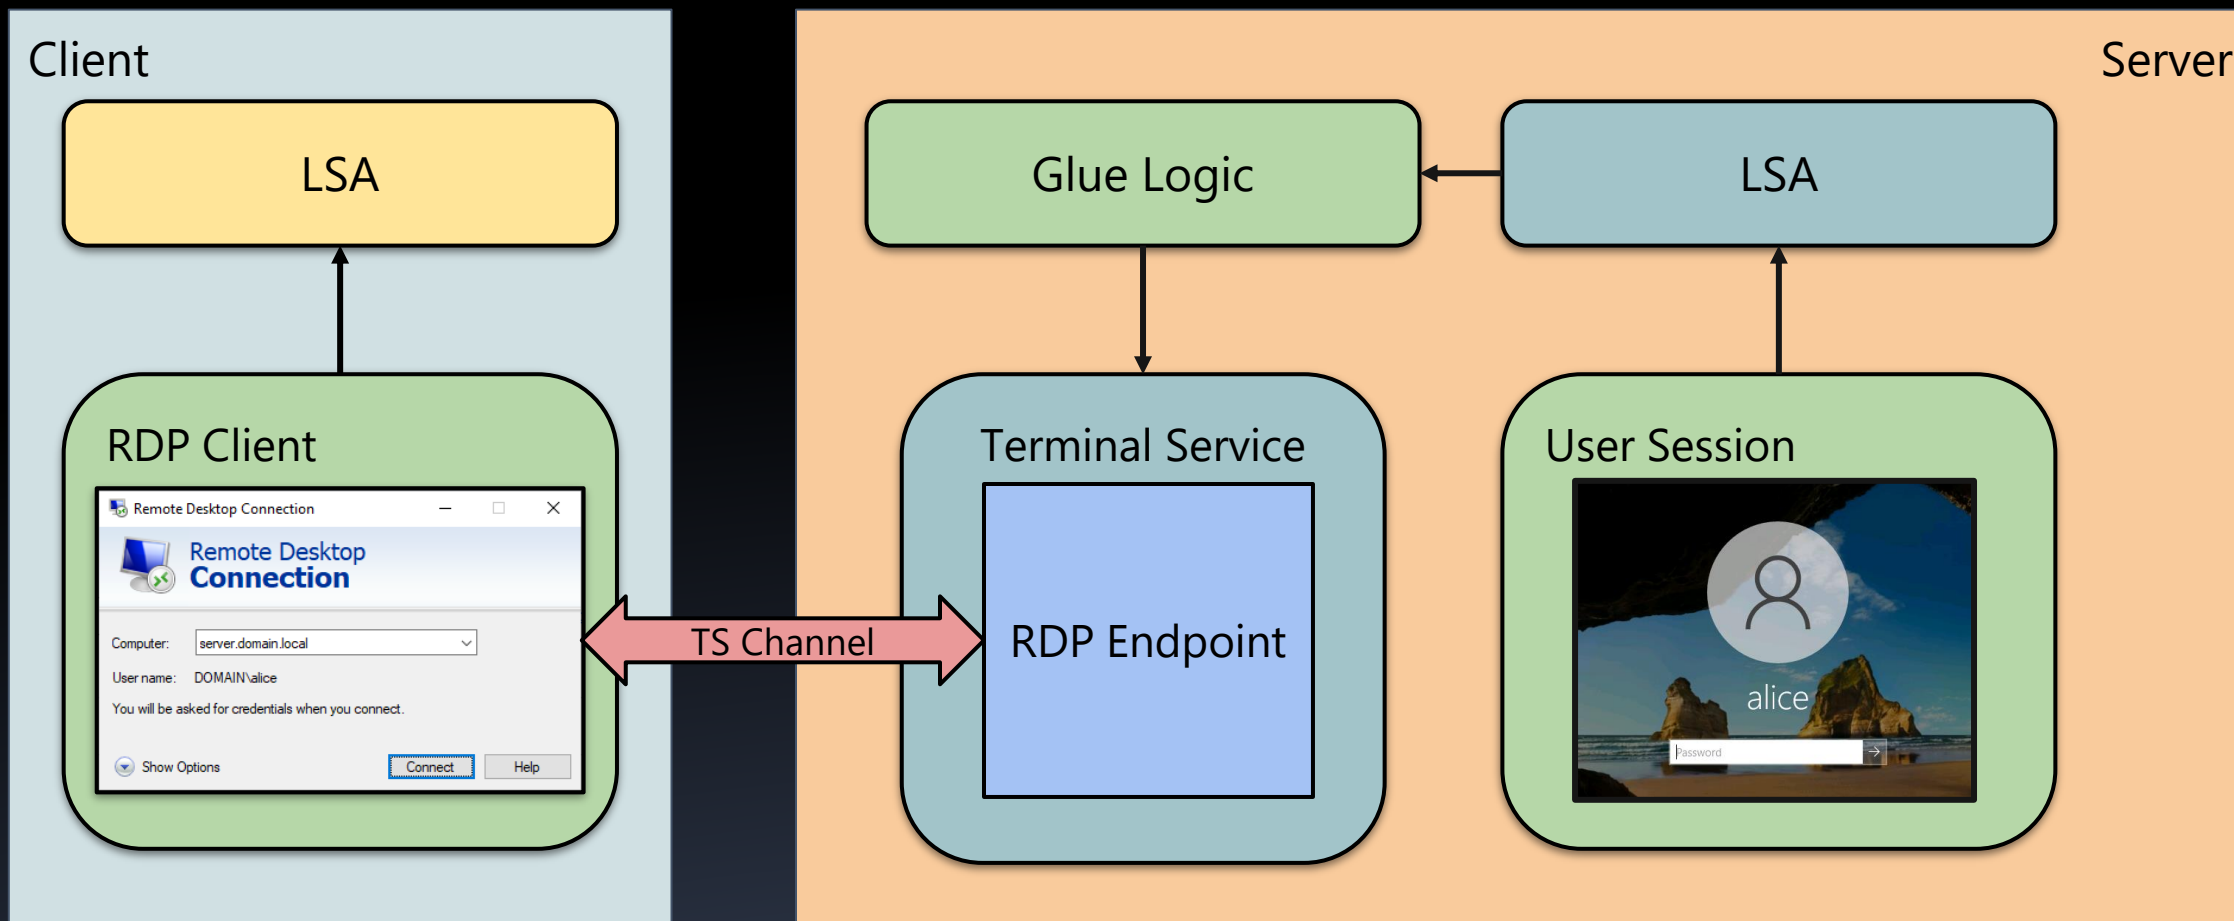 Client
LSA
RDP Client
Remote Desktop Connection
Remote Desktop
Connection
Computer:
server.domain.local
User name:
DOMAIN\alice
You will be asked for credentials when you connect.
Show Options
Connect
Help
TS Channel
Server
Glue Logic
LSA
Terminal Service
RDP Endpoint
User Session
alice
Password